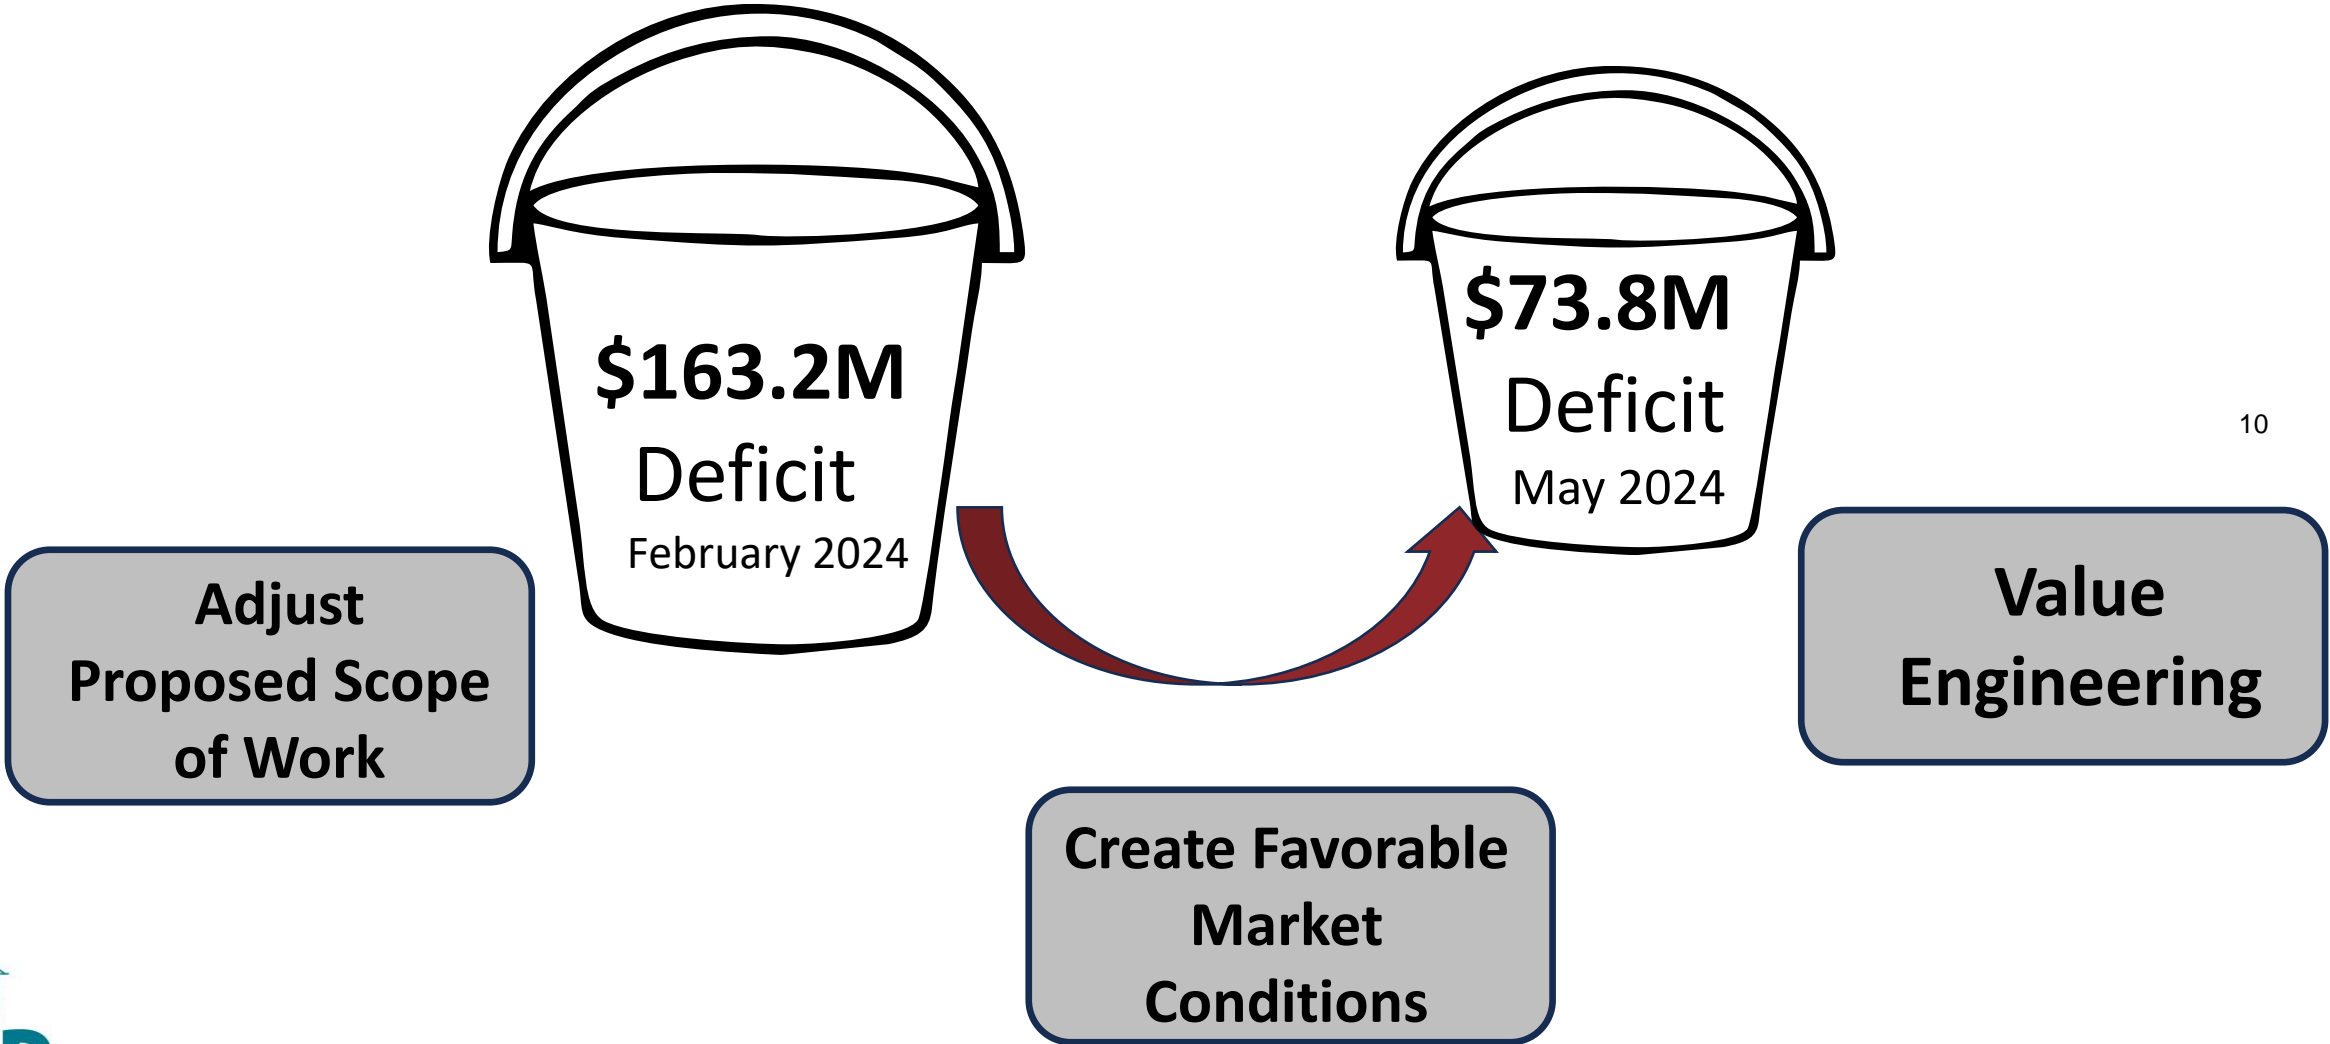 $163.2M
Deficit
February 2024
$73.8M
Deficit
May 2024
10
Adjust
Proposed Scope
of Work
Create Favorable
Market
Conditions
Value
Engineering